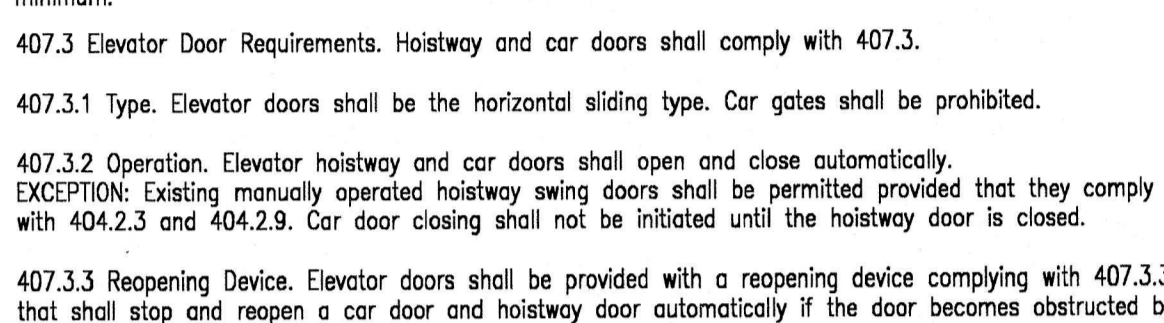 407.3 Elevator Door Requirements. Hoistway and car doors shall comply with 407.3.
407.3.1 Type. Elevator doors shall be the horizontal sliding type. Car gates shall be prohibited.
407.3.2 Operation. Elevator hoistway and car doors shall open and close automatically.
EXCEPTION: Existing manually operated hoistway swing doors shall be permitted provided that they comply
with 404.2.3 and 404.2.9. Car door closing shall not be initiated until the hoistway door is closed.
407.3.3 Reopening Device. Elevator doors shall be provided with a reopening device complying with 407.3.3
that shall stop and reopen a car door and hoistway door automatically if the door becomes obstructed